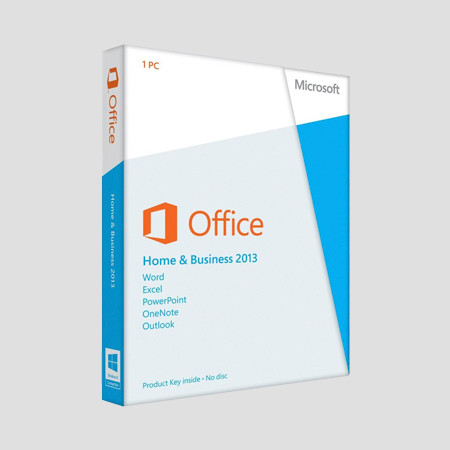 1 PC
Microsoft
Office
Home & Business 2013
Word
Excel
PowerPoint
OneNote
Outlook
Product Key inside • No disc
Office
Home & Business 2013